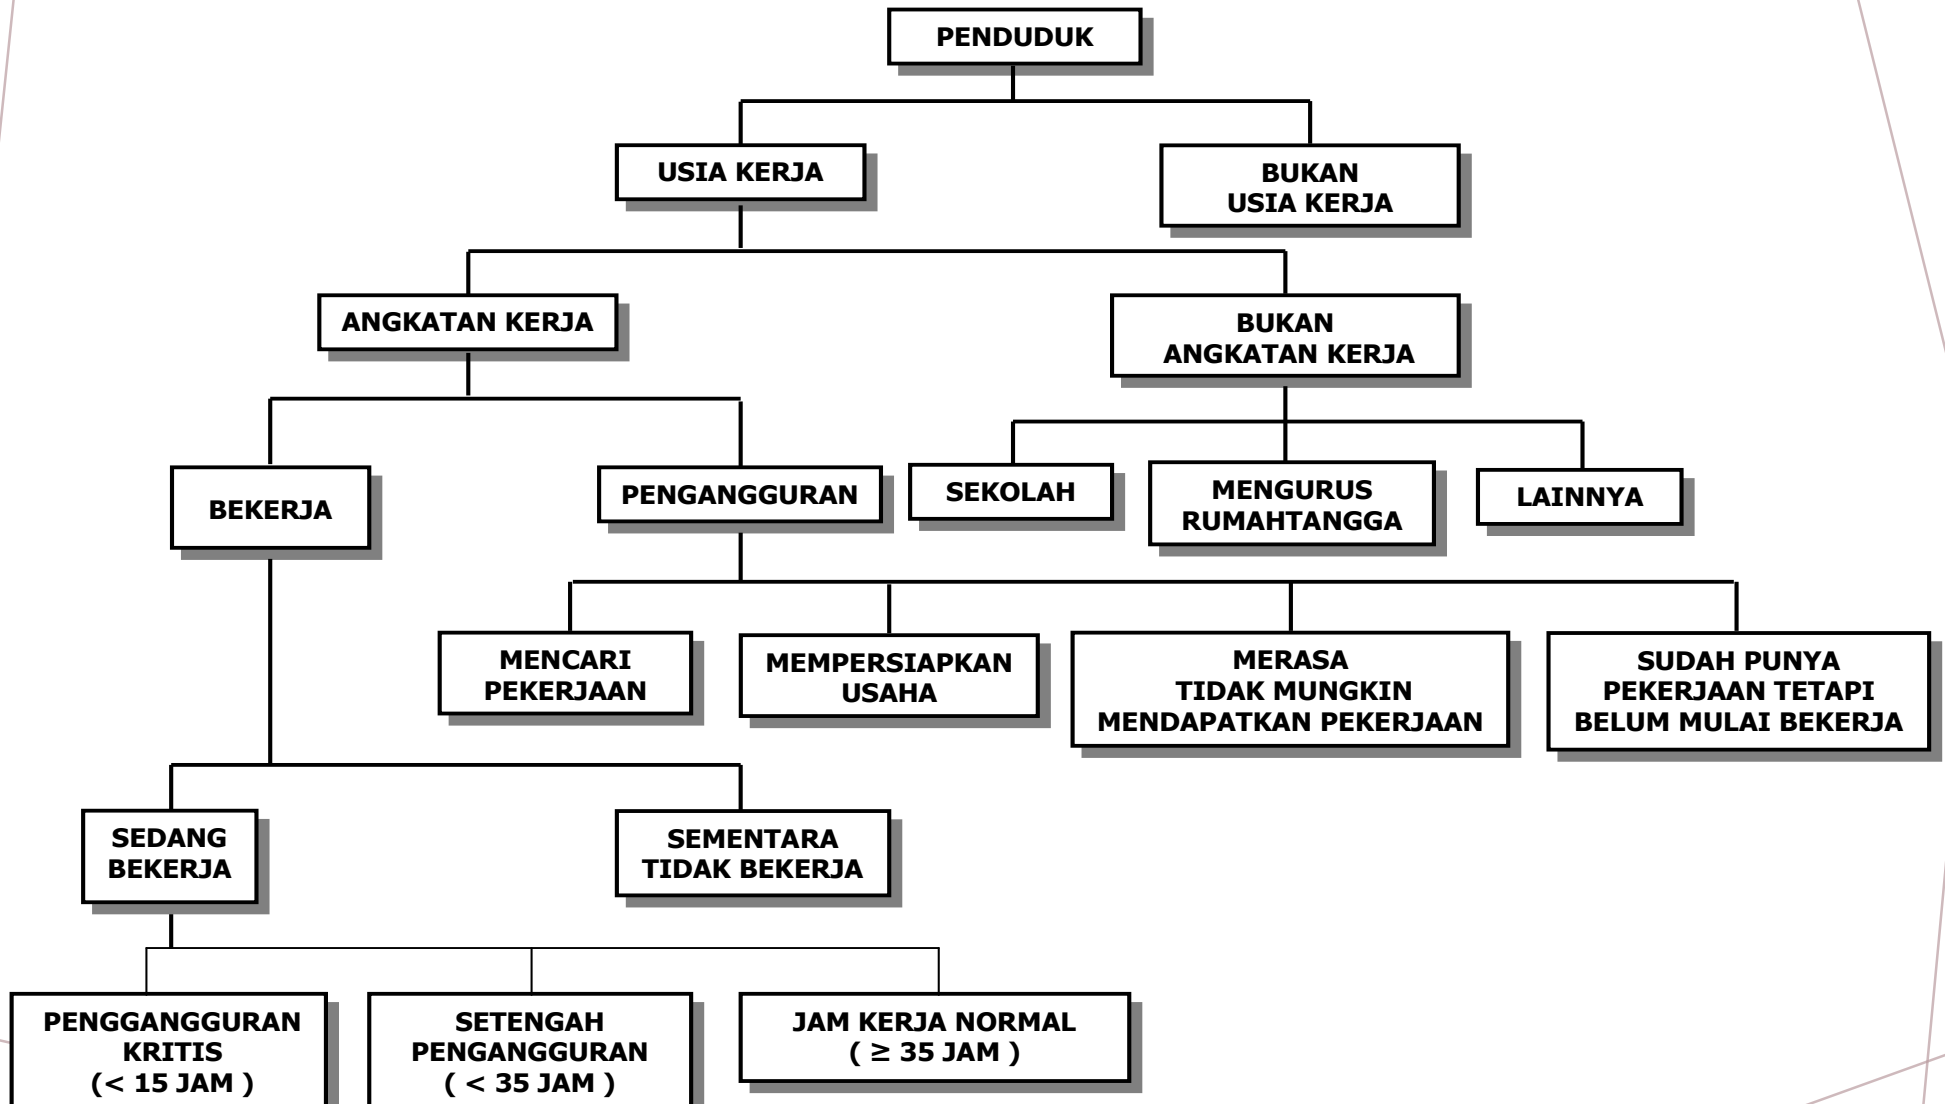 PENDUDUK
USIA KERJA
BUKAN
USIA KERJA
ANGKATAN KERJA
BUKAN
ANGKATAN KERJA
BEKERJA
PENGANGGURAN
SEKOLAH
MENGURUS
RUMAHTANGGA
LAINNYA
MENCARI
PEKERJAAN
MEMPERSIAPKAN
USAHA
MERASA
TIDAK MUNGKIN
MENDAPATKAN PEKERJAAN
SUDAH PUNYA
PEKERJAAN TETAPI
BELUM MULAI BEKERJA
SEDANG
BEKERJA
SEMENTARA
TIDAK BEKERJA
PENGGANGGURAN
KRITIS
(< 15 JAM )
SETENGAH
PENGANGGURAN
( < 35 JAM )
JAM KERJA NORMAL
( ≥ 35 JAM )